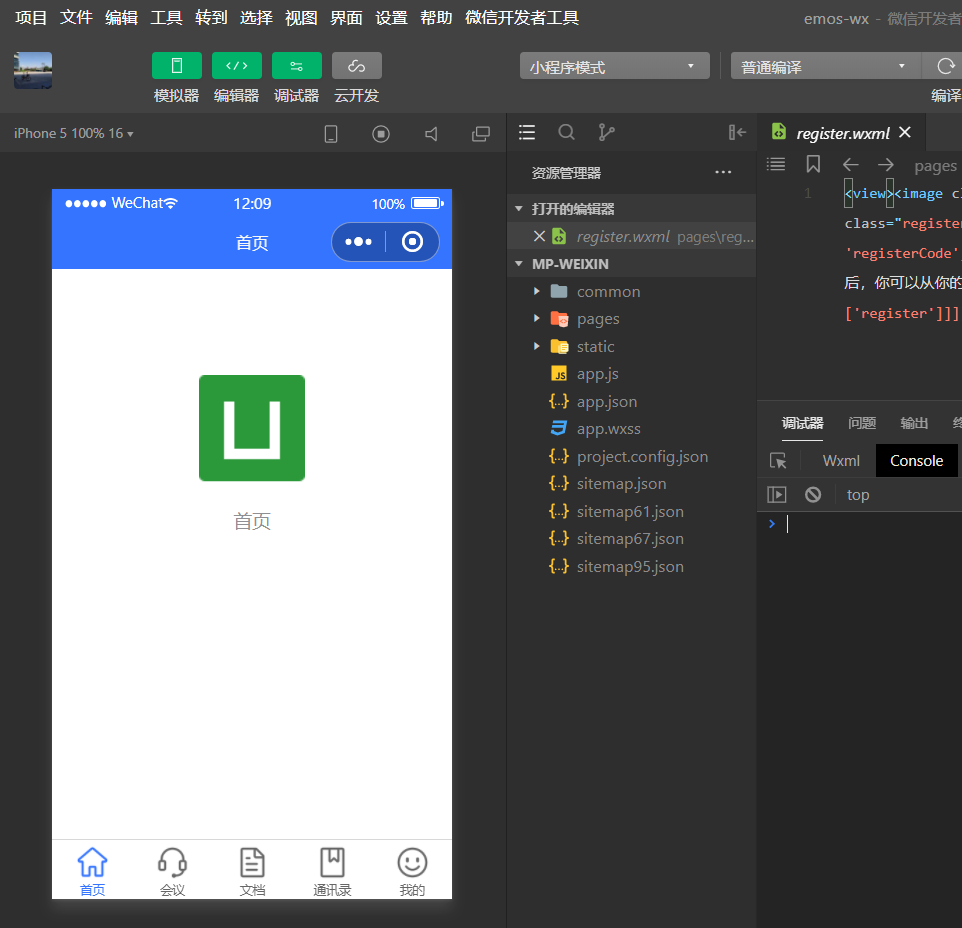 项目 文件 编辑 工具 转到 选择 视图 界面 设置 帮助 微信开发者工具 emos-wx - 微信开发者
模拟器 编辑器 调试器 云开发
小程序模式 普通编译
编译
iPhone 5 100% 16
WeChat 12:09 100%
首页
首页
首页 会议 文档 通讯录 我的
资源管理器
打开的编辑器
register.wxml pages\reg...
MP-WEIXIN
common
pages
static
JS app.js
{..} app.json
app.wxss
{..} project.config.json
{..} sitemap.json
{..} sitemap61.json
{..} sitemap67.json
{..} sitemap95.json
register.wxml
pages
1 <view><image cl
class="register
'registerCode'
后，你可以从你的
['register']]]
调试器 问题 输出
Wxml Console
top
>